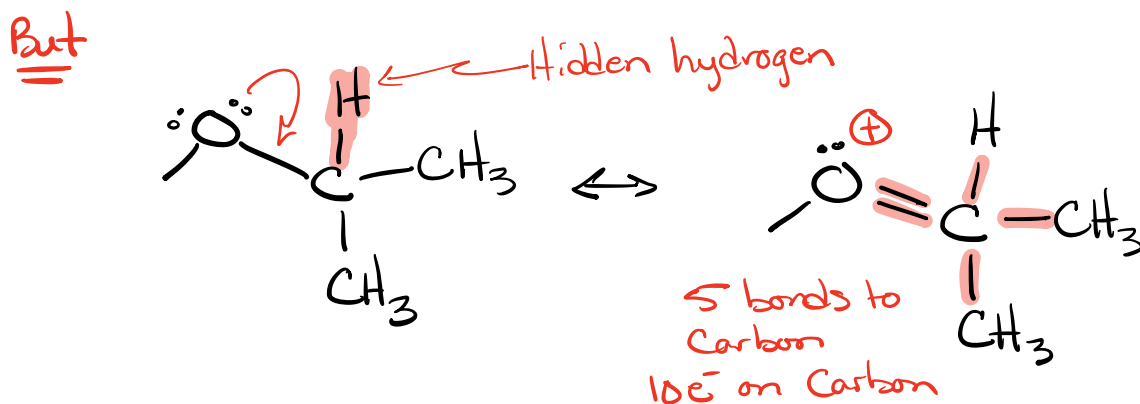 But
Hidden hydrogen
H
O
C
CH3
CH3
O
+
H
C
CH3
CH3
5 bonds to
Carbon
10e- on Carbon